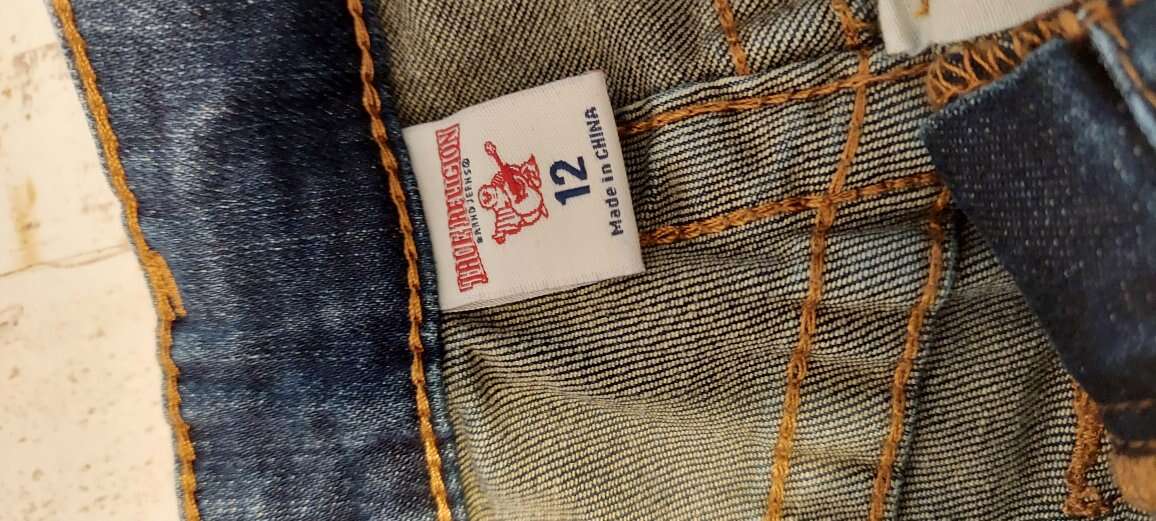 TRUE RELIGION
BRAND JEANS®
12
Made in CHINA